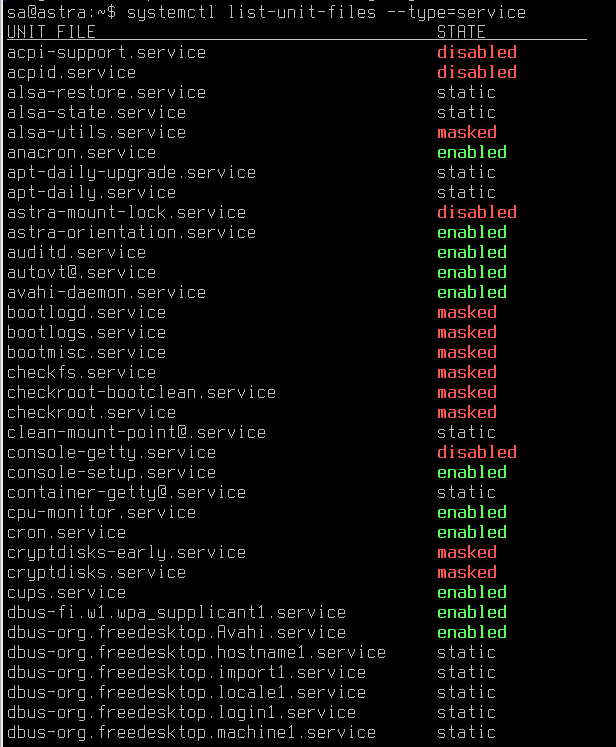 sa@astra:~$ systemctl list-unit-files --type=service
UNIT FILE STATE
acpi-support.service disabled
acpid.service disabled
alsa-restore.service static
alsa-state.service static
alsa-utils.service masked
anacron.service enabled
apt-daily-upgrade.service static
apt-daily.service static
astra-mount-lock.service disabled
astra-orientation.service enabled
auditd.service enabled
autovt@.service enabled
avahi-daemon.service enabled
bootlogd.service masked
bootlogs.service masked
bootmisc.service masked
checkfs.service masked
checkroot-bootclean.service masked
checkroot.service masked
clean-mount-point@.service static
console-getty.service disabled
console-setup.service enabled
container-getty@.service static
cpu-monitor.service enabled
cron.service enabled
cryptdisks-early.service masked
cryptdisks.service masked
cups.service enabled
dbus-fi.w1.wpa_supplicant1.service enabled
dbus-org.freedesktop.Avahi.service enabled
dbus-org.freedesktop.hostname1.service static
dbus-org.freedesktop.import1.service static
dbus-org.freedesktop.locale1.service static
dbus-org.freedesktop.login1.service static
dbus-org.freedesktop.machine1.service static